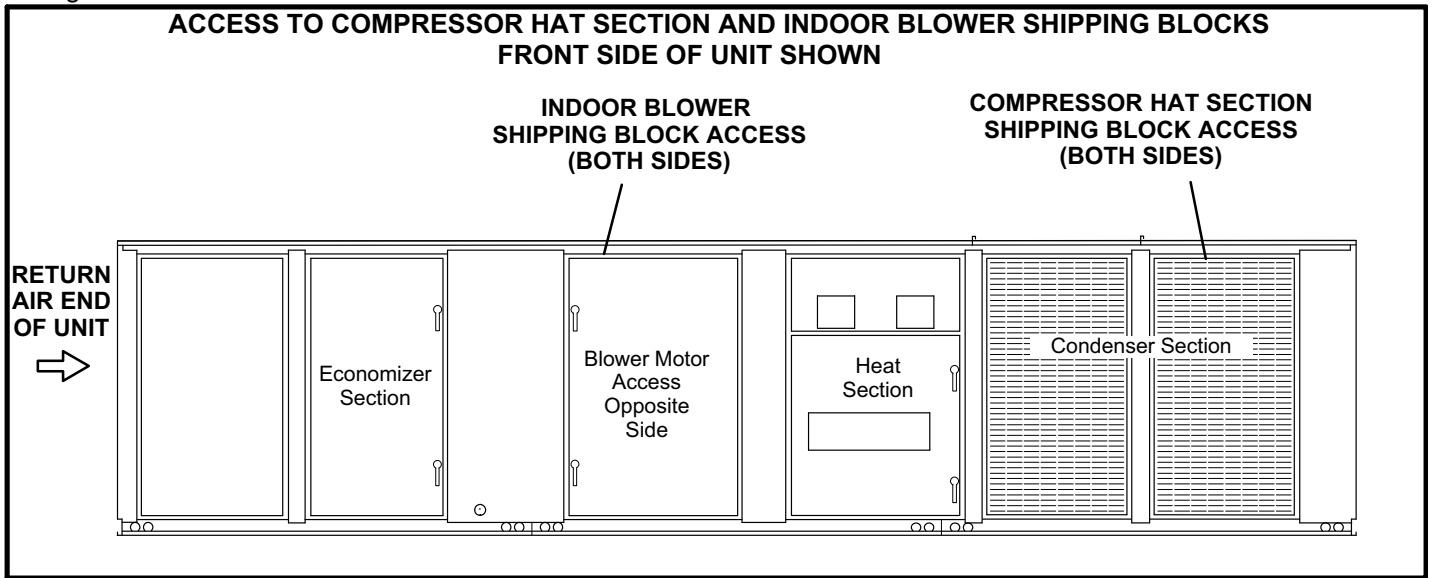 ACCESS TO COMPRESSOR HAT SECTION AND INDOOR BLOWER SHIPPING BLOCKS
FRONT SIDE OF UNIT SHOWN
INDOOR BLOWER
SHIPPING BLOCK ACCESS
(BOTH SIDES)
COMPRESSOR HAT SECTION
SHIPPING BLOCK ACCESS
(BOTH SIDES)
RETURN
AIR END
OF UNIT
Economizer
Section
Blower Motor
Access
Opposite
Side
Heat
Section
Condenser Section